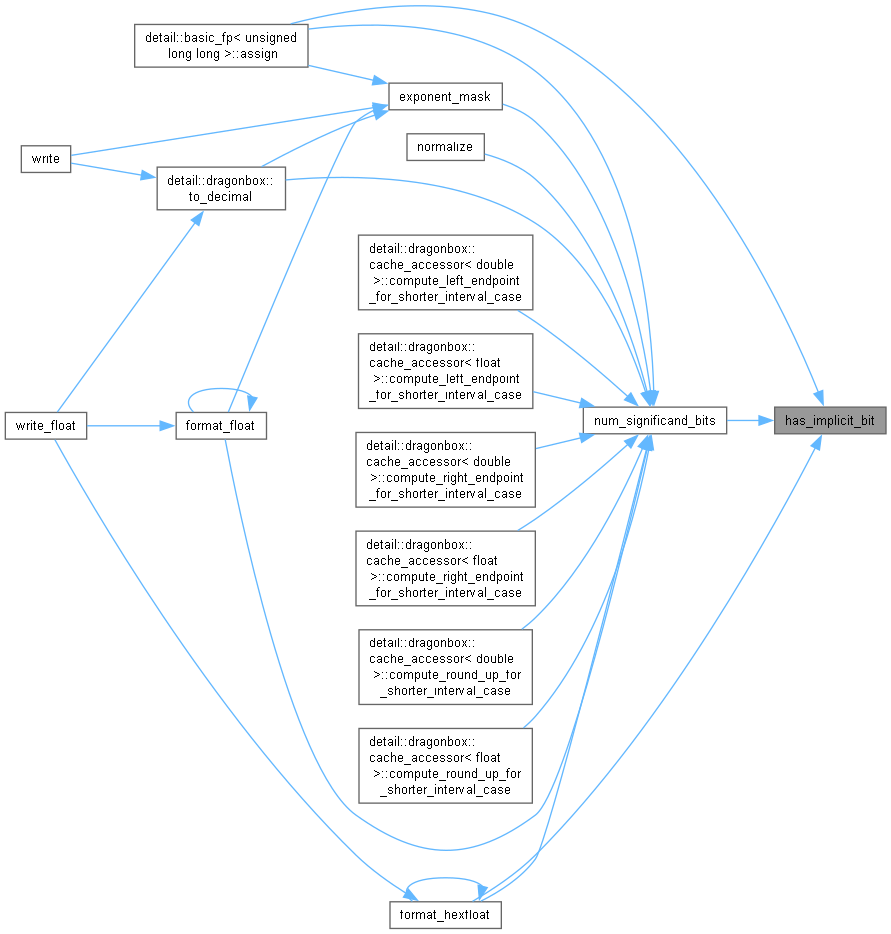 detail::basic_fp< unsigned
long long >::assign
exponent_mask
normalize
write
detail::dragonbox::
to_decimal
detail::dragonbox::
cache_accessor< double
>::compute_left_endpoint
_for_shorter_interval_case
detail::dragonbox::
cache_accessor< float
>::compute_left_endpoint
_for_shorter_interval_case
write_float
format_float
num_significand_bits
has_implicit_bit
detail::dragonbox::
cache_accessor< double
>::compute_right_endpoint
_for_shorter_interval_case
detail::dragonbox::
cache_accessor< float
>::compute_right_endpoint
_for_shorter_interval_case
detail::dragonbox::
cache_accessor< double
>::compute_round_up_for
_shorter_interval_case
detail::dragonbox::
cache_accessor< float
>::compute_round_up_for
_shorter_interval_case
format_hexfloat